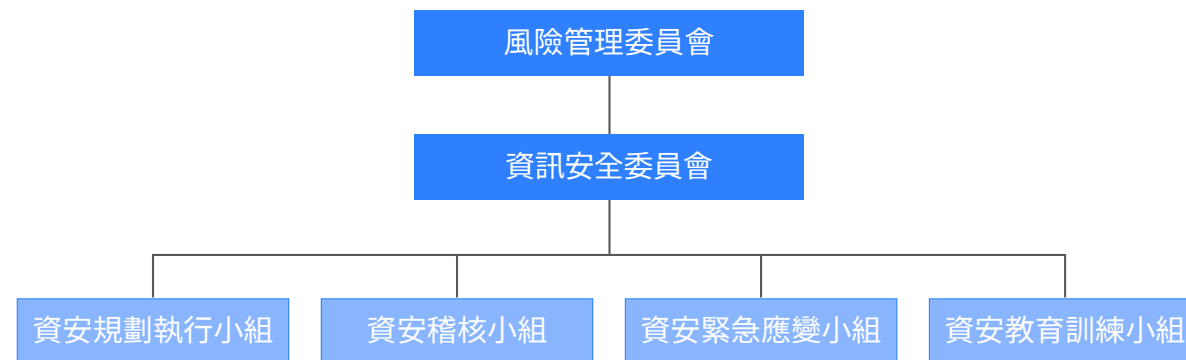 風險管理委員會
資訊安全委員會
資安規劃執行小組
資安稽核小組
資安緊急應變小組
資安教育訓練小組